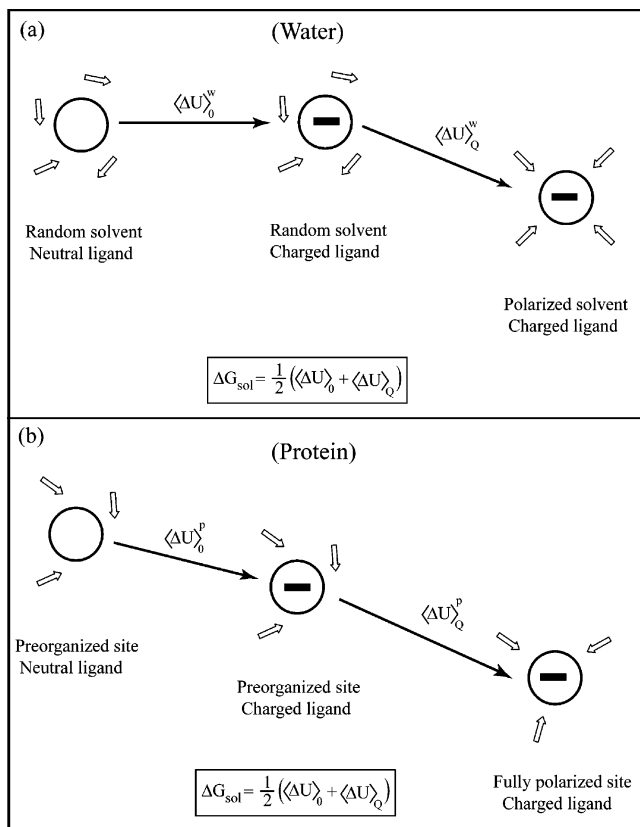 (a)
(Water)
⟨ΔU⟩₀ʷ
⟨ΔU⟩_Qʷ
Random solvent
Neutral ligand
Random solvent
Charged ligand
Polarized solvent
Charged ligand
ΔG_sol = 1/2 (⟨ΔU⟩₀ + ⟨ΔU⟩_Q)
(b)
(Protein)
⟨ΔU⟩₀ᵖ
⟨ΔU⟩_Qᵖ
Preorganized site
Neutral ligand
Preorganized site
Charged ligand
Fully polarized site
Charged ligand
ΔG_sol = 1/2 (⟨ΔU⟩₀ + ⟨ΔU⟩_Q)